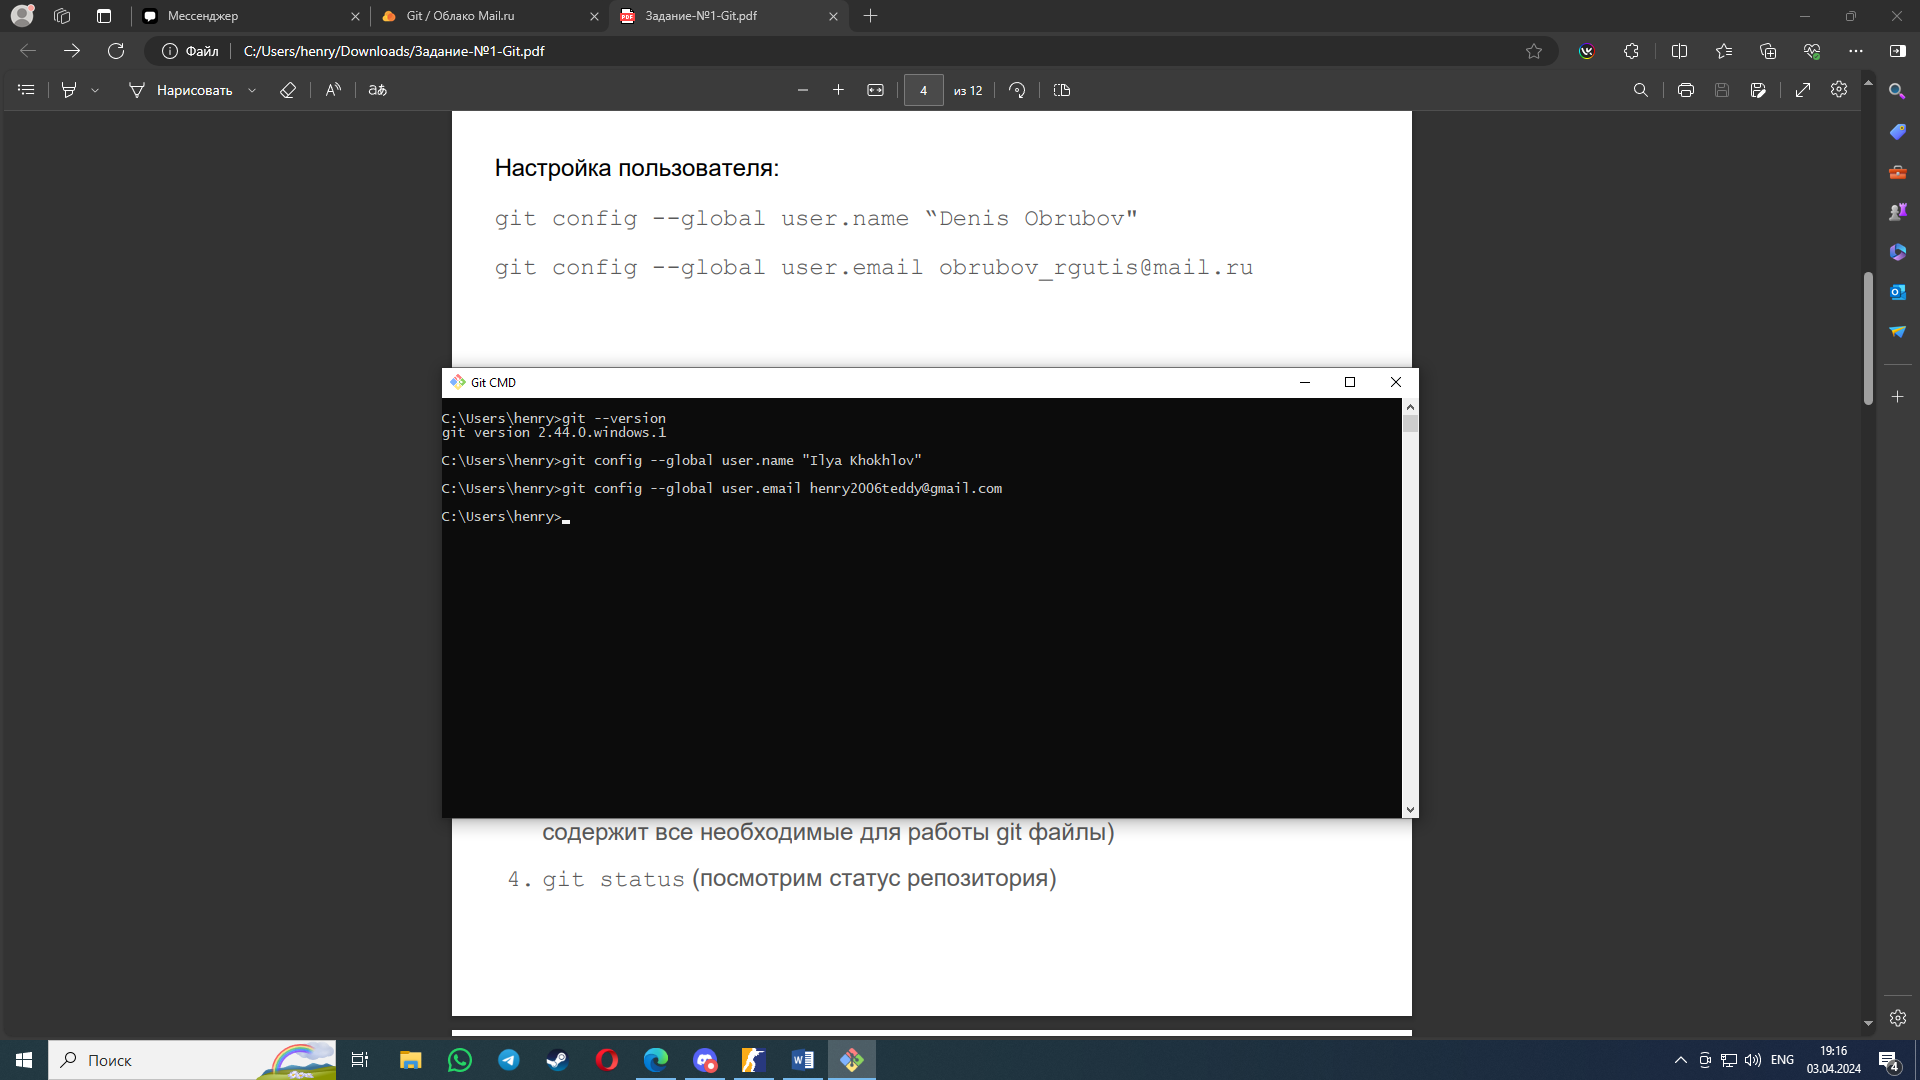 Мессенджер
Git / Облако Mail.ru
Задание-№1-Git.pdf
Файл
C:/Users/henry/Downloads/Задание-№1-Git.pdf
Нарисовать
4
из 12
Настройка пользователя:
git config --global user.name “Denis Obrubov"
git config --global user.email obrubov_rgutis@mail.ru
Git CMD
C:\Users\henry>git --version
git version 2.44.0.windows.1
C:\Users\henry>git config --global user.name "Ilya Khokhlov"
C:\Users\henry>git config --global user.email henry2006teddy@gmail.com
C:\Users\henry>
содержит все необходимые для работы git файлы)
4. git status (посмотрим статус репозитория)
Поиск
ENG
19:16
03.04.2024
4